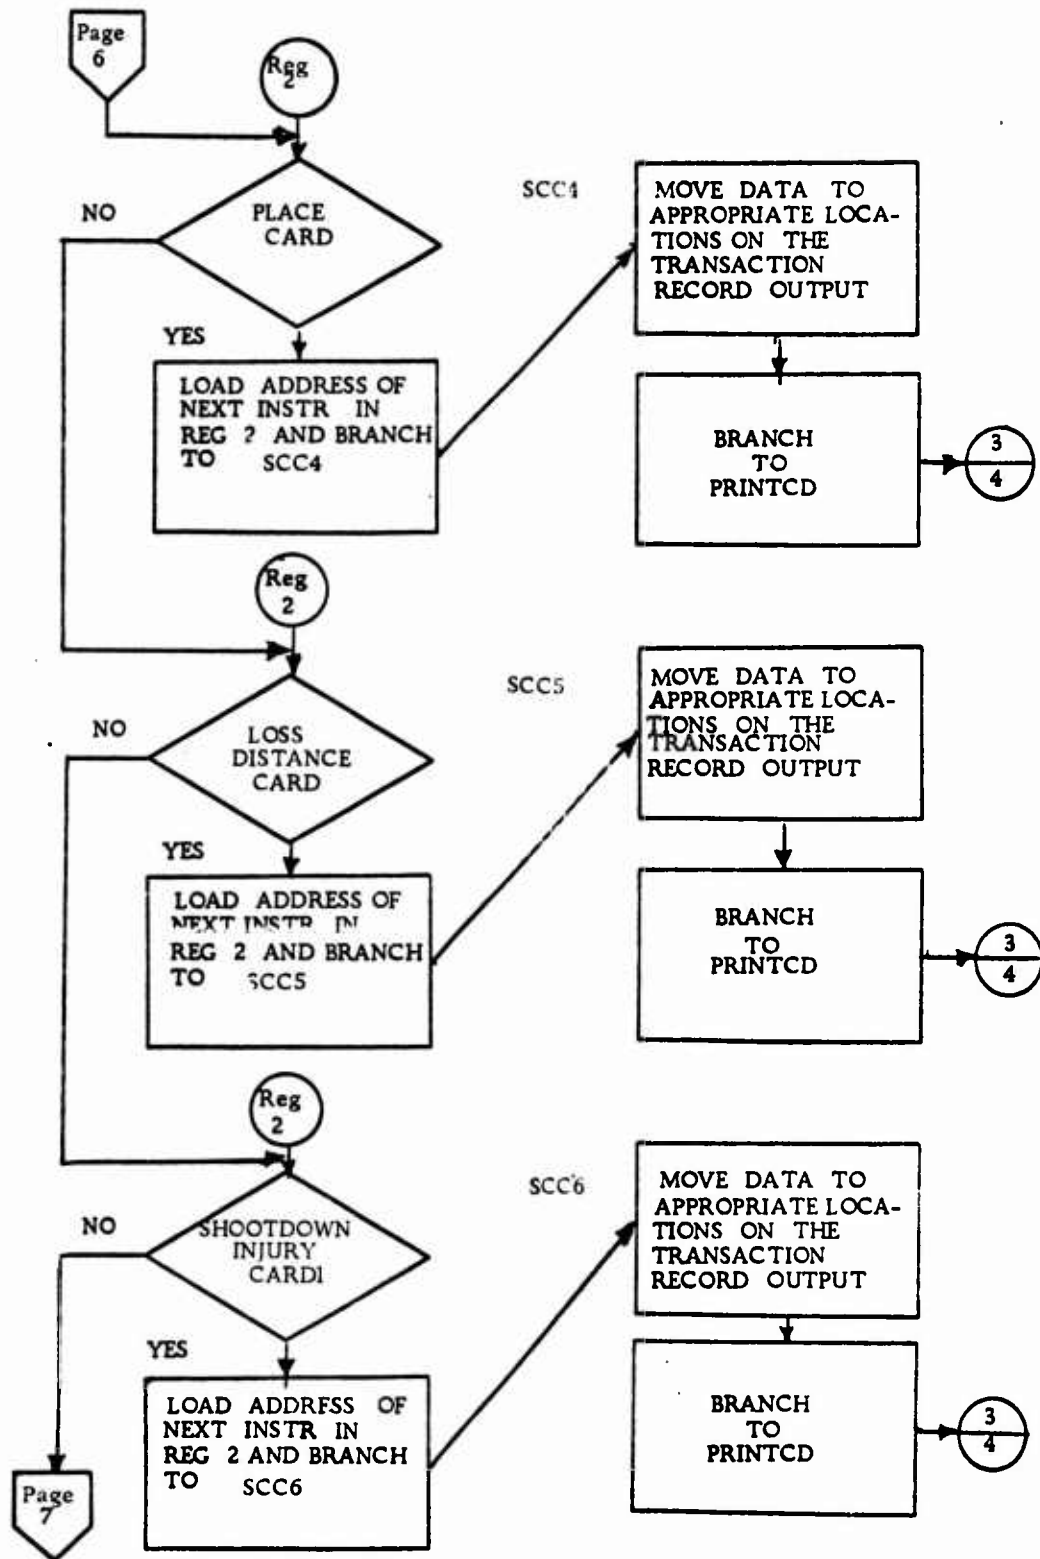 Page
6
Reg
2
NO
PLACE
CARD
YES
LOAD ADDRESS OF
NEXT INSTR IN
REG ? AND BRANCH
TO SCC4
SCC4
MOVE DATA TO
APPROPRIATE LOCA-
TIONS ON THE
TRANSACTION
RECORD OUTPUT
BRANCH
TO
PRINTCD
3
4
Reg
2
NO
LOSS
DISTANCE
CARD
YES
LOAD ADDRESS OF
NEXT INSTR IN
REG 2 AND BRANCH
TO SCC5
SCC5
MOVE DATA TO
APPROPRIATE LOCA-
TIONS ON THE
TRANSACTION
RECORD OUTPUT
BRANCH
TO
PRINTCD
3
4
Reg
2
NO
SHOOTDOWN
INJURY
CARD1
YES
LOAD ADDRESS OF
NEXT INSTR IN
REG 2 AND BRANCH
TO SCC6
SCC6
MOVE DATA TO
APPROPRIATE LOCA-
TIONS ON THE
TRANSACTION
RECORD OUTPUT
BRANCH
TO
PRINTCD
3
4
Page
7